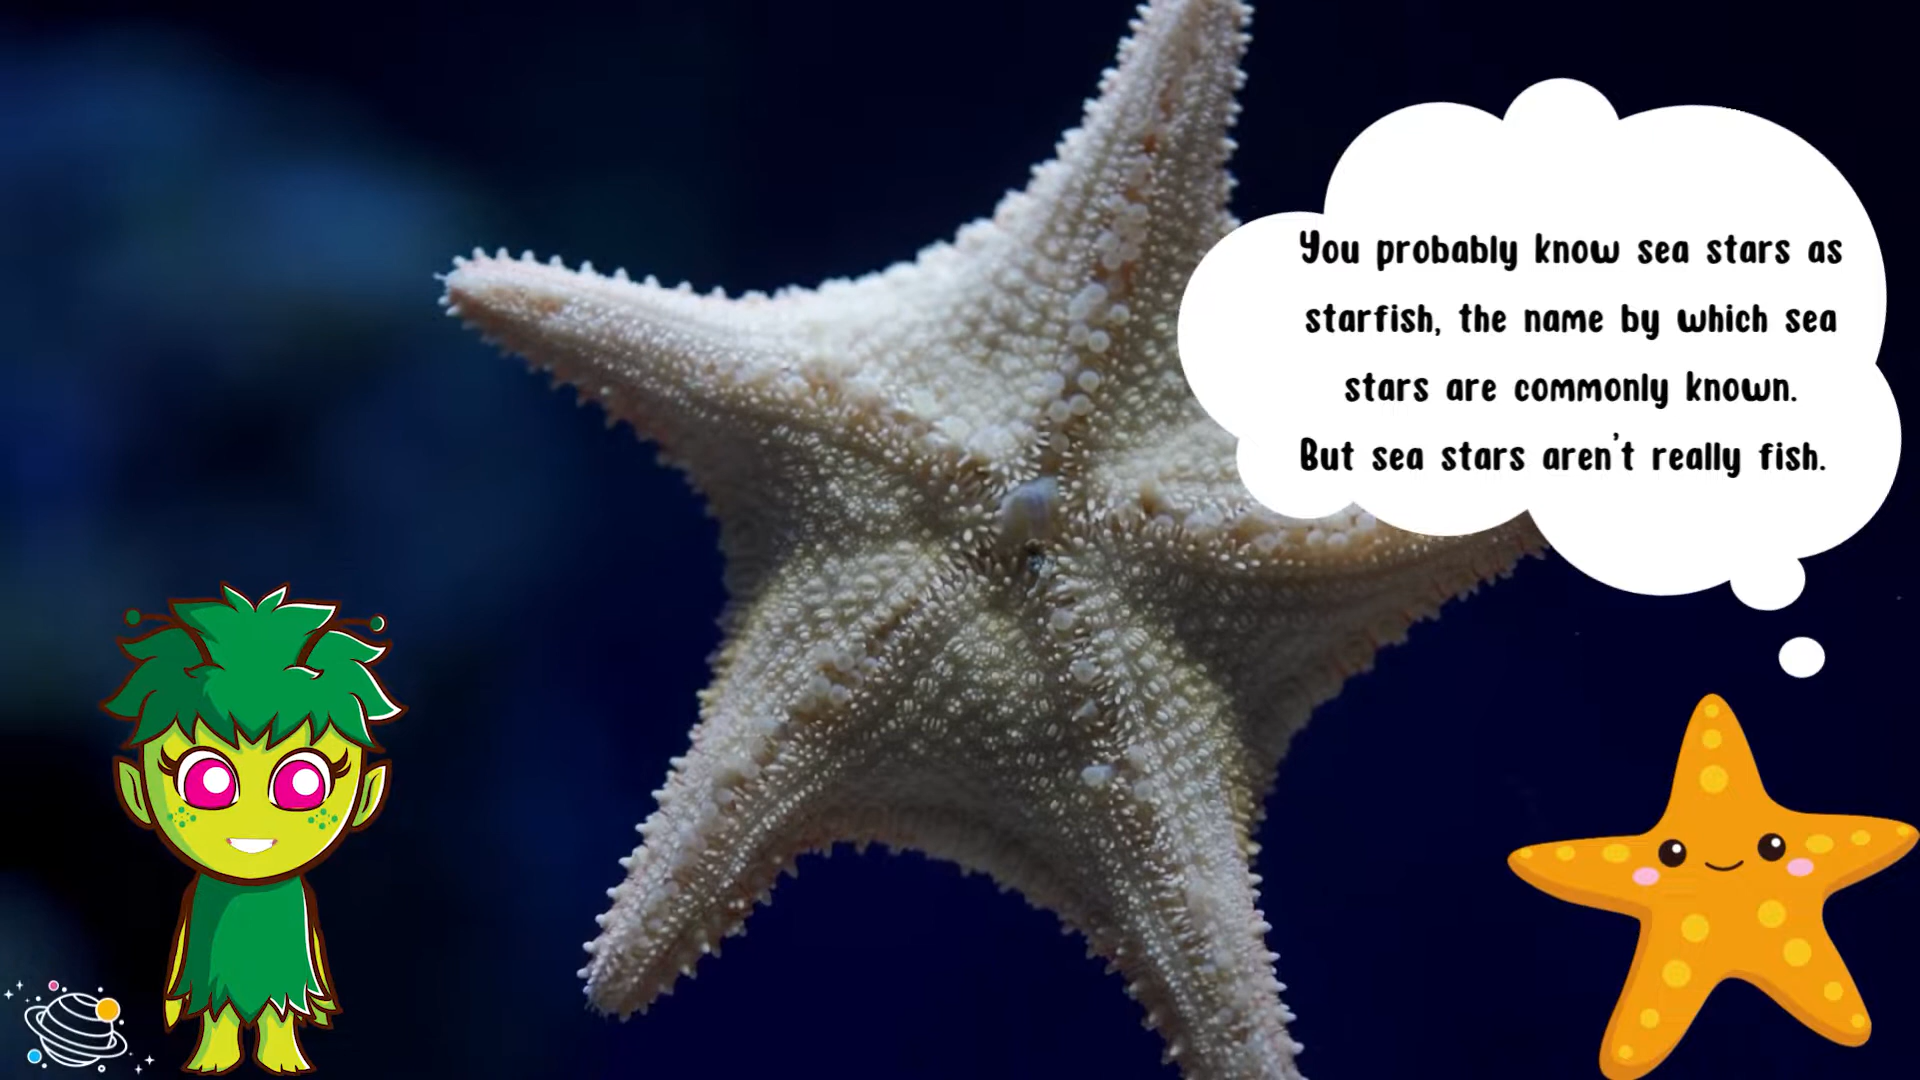 You probably know sea stars as
starfish, the name by which sea
stars are commonly known.
But sea stars aren't really fish.